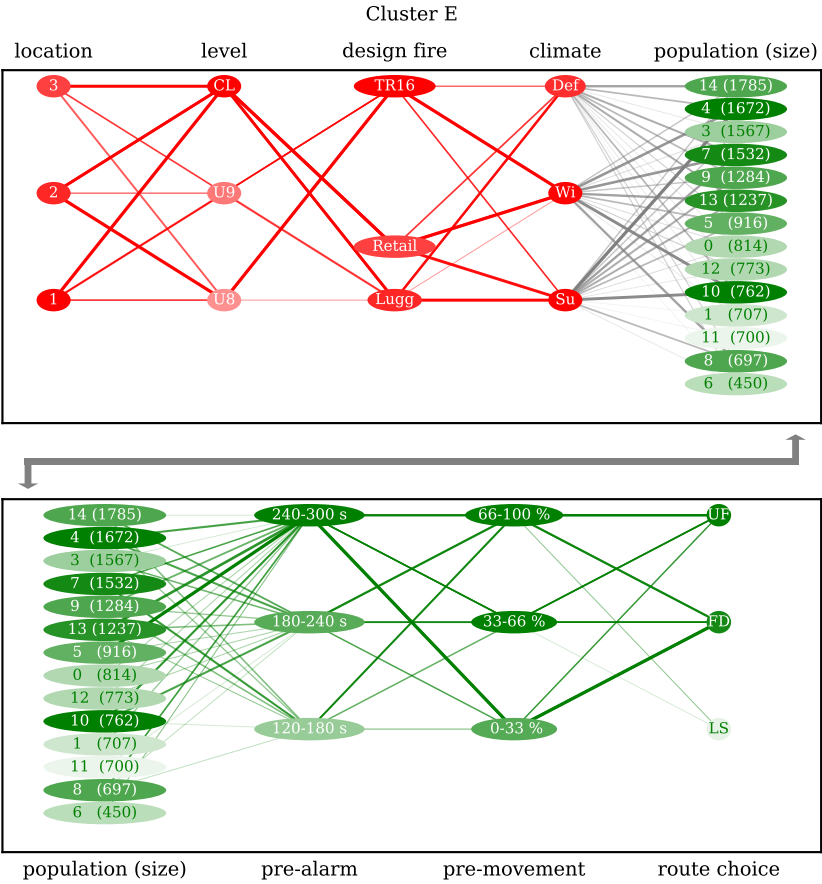 Cluster E
location level design fire climate population (size)
3 CL TR16 Def 14 (1785)
4 (1672)
3 (1567)
7 (1532)
2 U9 Wi 9 (1284)
13 (1237)
5 (916)
Retail 0 (814)
12 (773)
1 U8 Lugg Su 10 (762)
1 (707)
11 (700)
8 (697)
6 (450)
14 (1785) 240-300 s 66-100 % UF
4 (1672)
3 (1567)
7 (1532)
9 (1284)
13 (1237) 180-240 s 33-66 % FD
5 (916)
0 (814)
12 (773)
10 (762) 120-180 s 0-33 % LS
1 (707)
11 (700)
8 (697)
6 (450)
population (size) pre-alarm pre-movement route choice